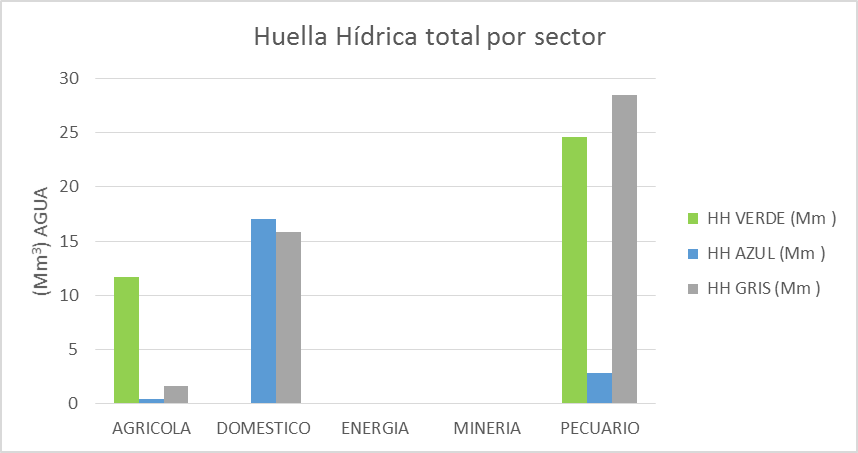 Huella Hídrica total por sector
30
25
20
15
10
5
0
(Mm³) AGUA
AGRICOLA DOMESTICO ENERGIA MINERIA PECUARIO
HH VERDE (Mm )
HH AZUL (Mm )
HH GRIS (Mm )